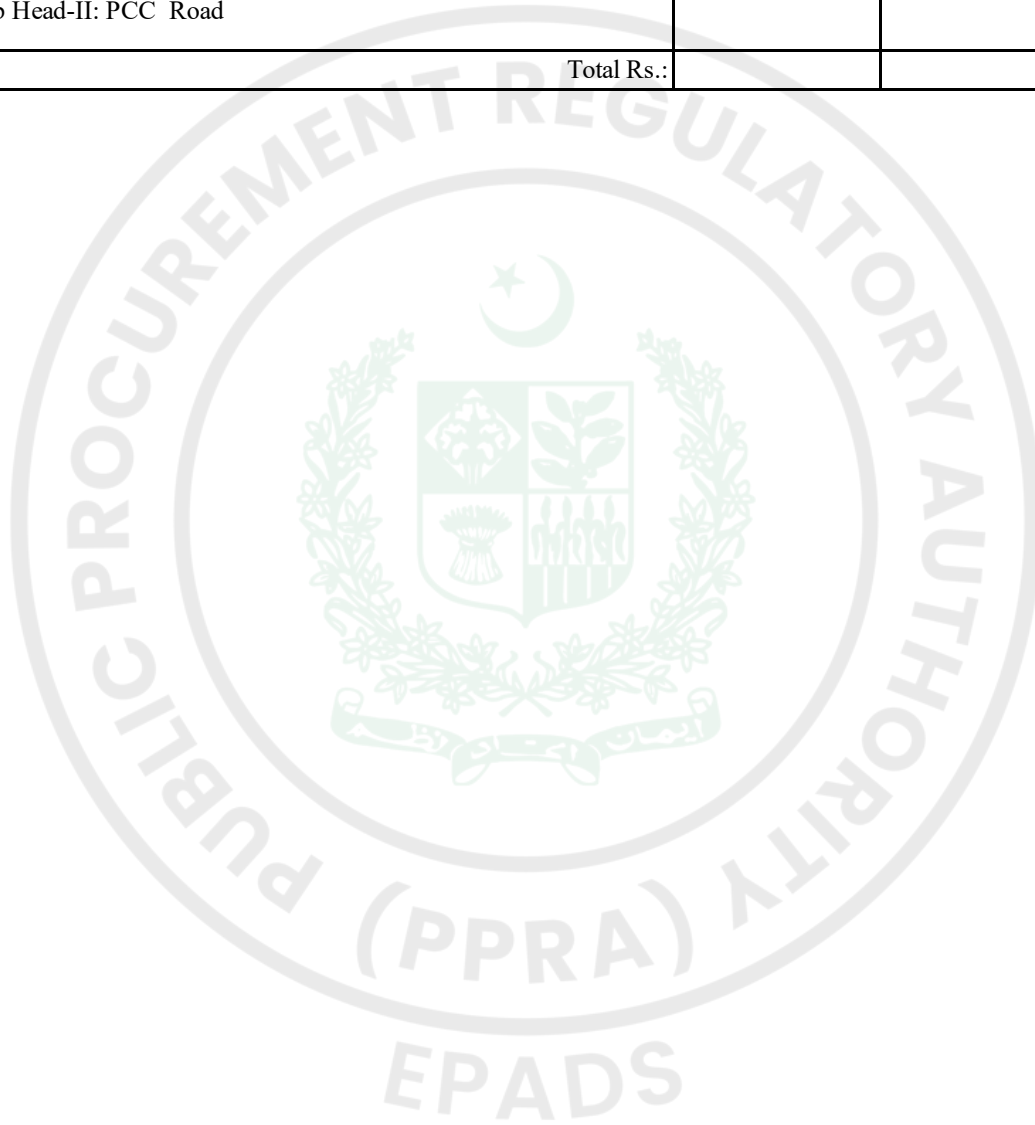 Head-II: PCC Road
Total Rs.:
PUBLIC PROCUREMENT REGULATORY AUTHORITY
(PPRA)
EPADS